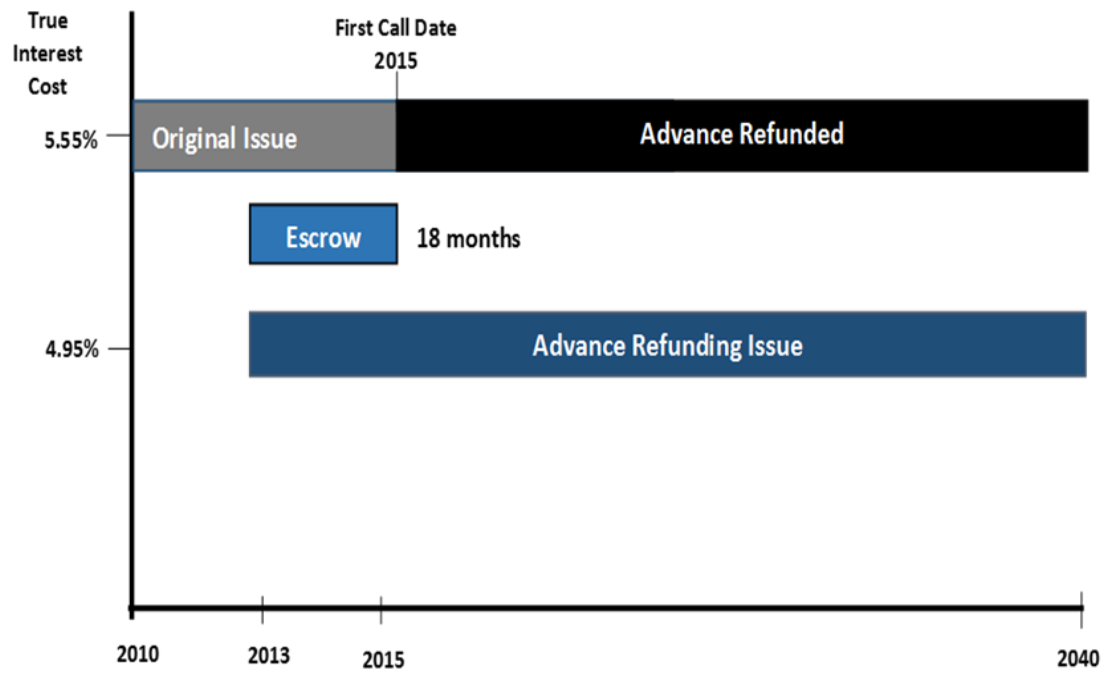 True
Interest
Cost
First Call Date
2015
5.55%
Original Issue
Advance Refunded
Escrow
18 months
4.95%
Advance Refunding Issue
2010
2013
2015
2040